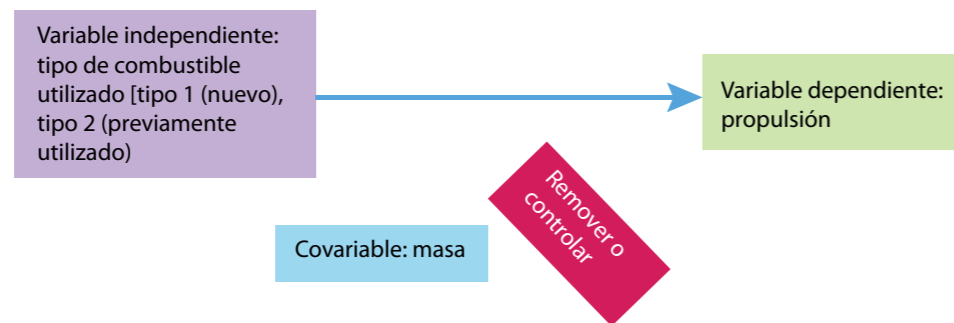 Variable independiente:
tipo de combustible
utilizado [tipo 1 (nuevo),
tipo 2 (previamente
utilizado)
Variable dependiente:
propulsión
Remover o
controlar
Covariable: masa